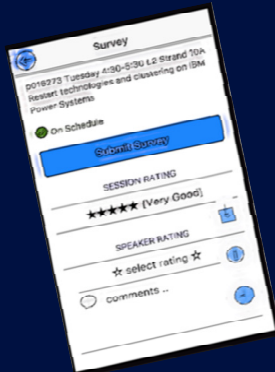 Survey
p016273 Tuesday 4:30-5:30 L2 Strand 10A
Restart technologies and clustering on IBM
Power Systems
On Schedule
Submit Survey
SESSION RATING
★★★★★ (Very Good)
SPEAKER RATING
☆ select rating ☆
comments ..